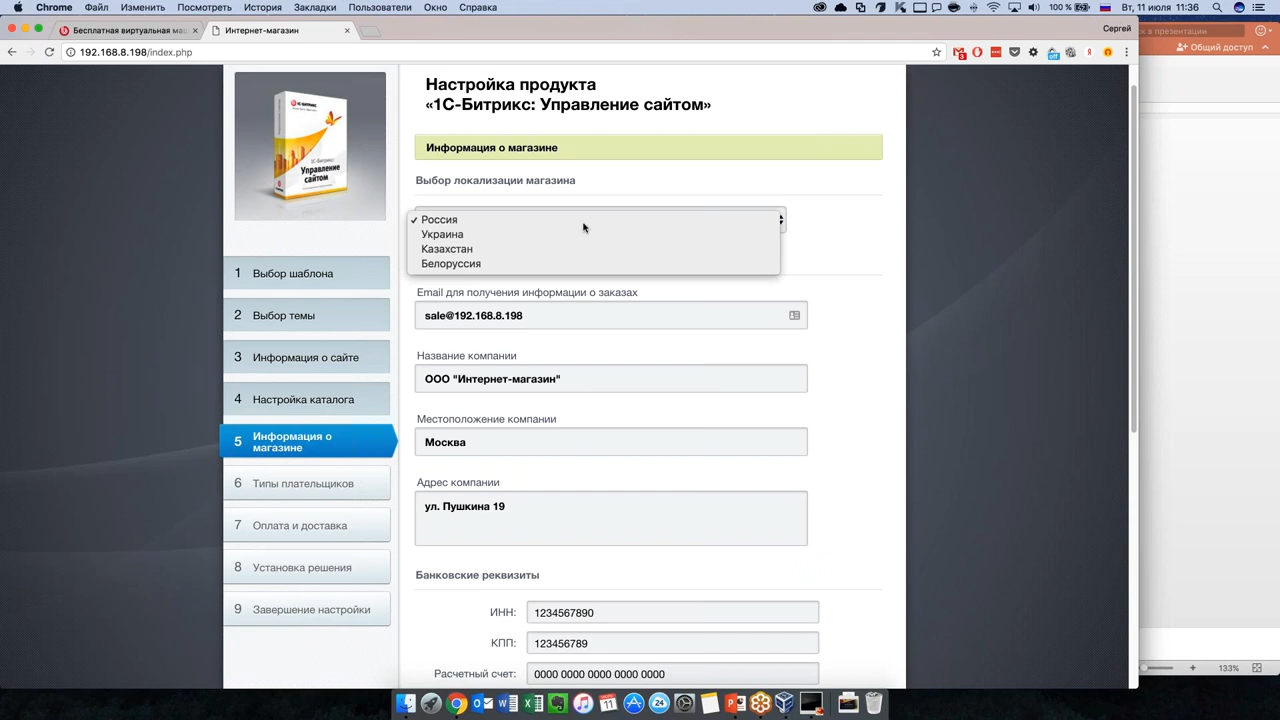 Chrome Файл Изменить Посмотреть История Закладки Пользователи Окно Справка 100 % Вт, 11 июля 11:36
Бесплатная виртуальная маш Интернет-магазин Сергей
192.168.8.198/index.php
к в презентации
Общий доступ
1С-Битрикс:
Управление
сайтом
Настройка продукта
«1С-Битрикс: Управление сайтом»
Информация о магазине
Выбор локализации магазина
✓ Россия
Украина
Казахстан
Белоруссия
1 Выбор шаблона
2 Выбор темы
3 Информация о сайте
4 Настройка каталога
5 Информация о
магазине
6 Типы плательщиков
7 Оплата и доставка
8 Установка решения
9 Завершение настройки
Email для получения информации о заказах
sale@192.168.8.198
Название компании
ООО "Интернет-магазин"
Местоположение компании
Москва
Адрес компании
ул. Пушкина 19
Банковские реквизиты
ИНН: 1234567890
КПП: 123456789
Расчетный счет: 0000 0000 0000 0000 0000
133%